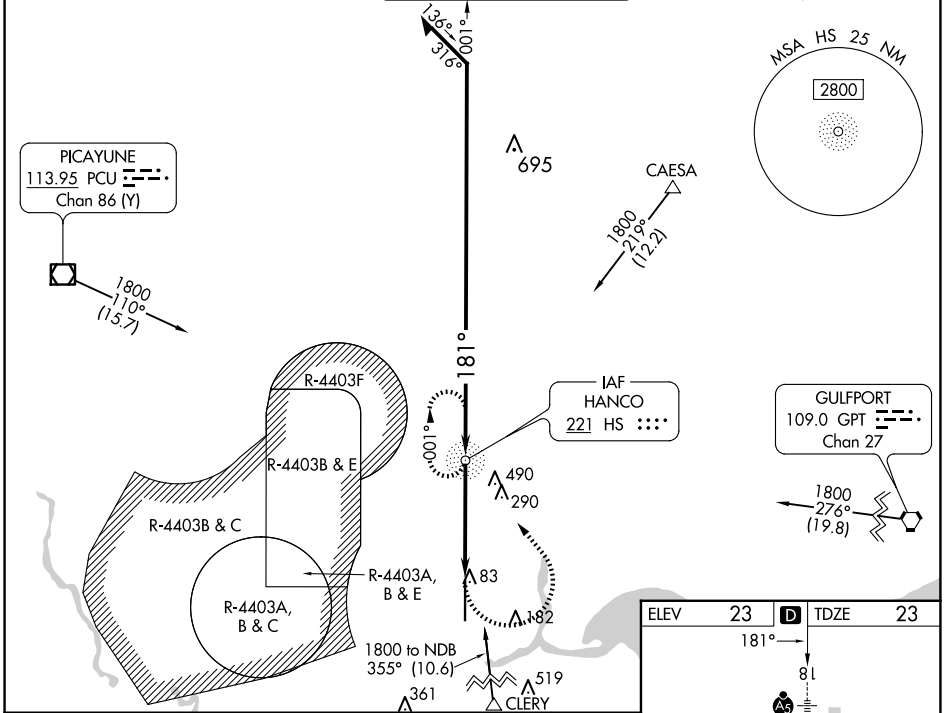 136°
316°
001°
MSA HS 25 NM
2800
695
CAESA
1800
219°
(12.2)
PICAYUNE
113.95 PCU
Chan 86 (Y)
1800
110°
(15.7)
181°
R-4403F
IAF
HANCO
221 HS
GULFPORT
109.0 GPT
Chan 27
001°
R-4403B & E
490
290
1800
276°
(19.8)
R-4403B & C
R-4403A,
B & E
83
R-4403A,
B & C
182
1800 to NDB
355° (10.6)
519
361
CLERY
ELEV 23 D TDZE 23
181°
18
A5